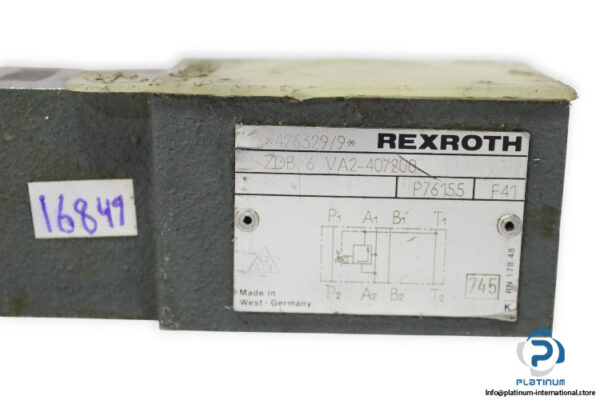 *426329/9* REXROTH
ZDB 6 VA2-40/200
P76155 F41
16841
P1 A1 B1 T1
P2 A2 B2 T2
Made in
West-Germany
745
K RN 178.48
PLATINUM
Info@platinum-international.store